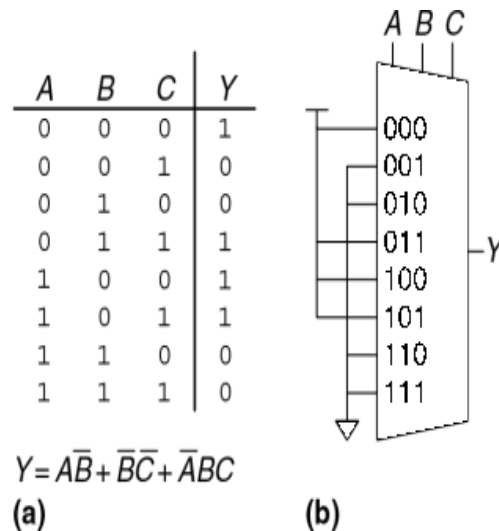 A B C Y
0 0 0 1
0 0 1 0
0 1 0 0
0 1 1 1
1 0 0 1
1 0 1 1
1 1 0 0
1 1 1 0
Y = AB̅ + B̅C̅ + A̅BC
(a)
A B C
000
001
010
011
100
101
110
111
Y
(b)